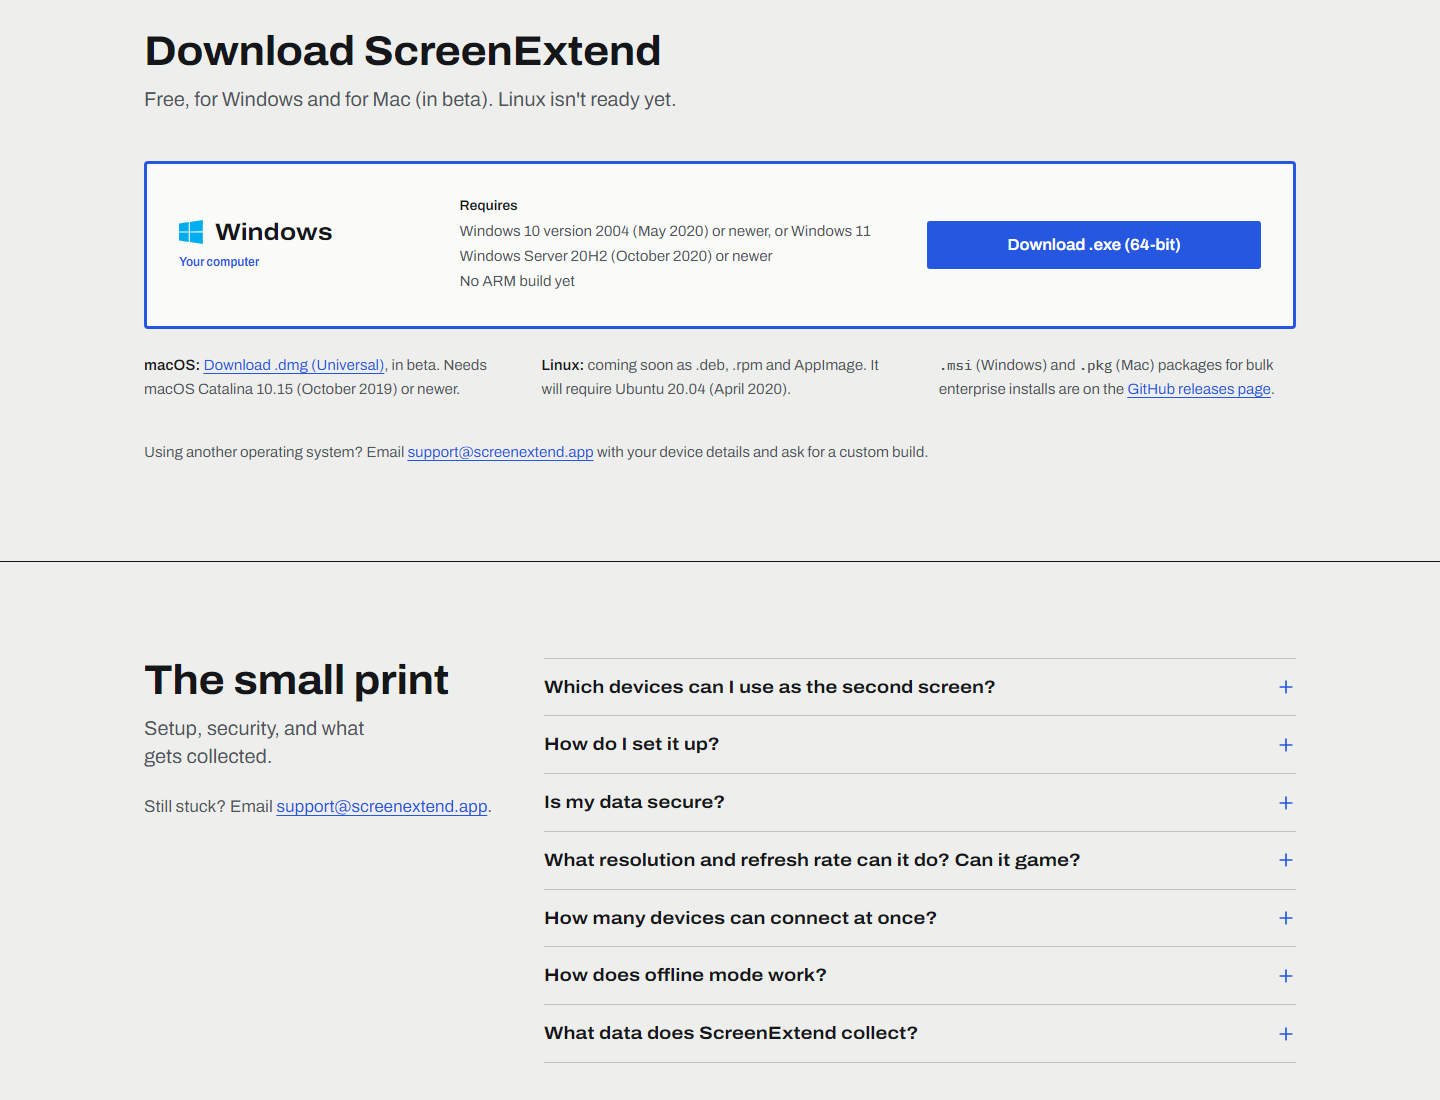 Download ScreenExtend
Free, for Windows and for Mac (in beta). Linux isn't ready yet.
Windows
Your computer
Requires
Windows 10 version 2004 (May 2020) or newer, or Windows 11
Windows Server 20H2 (October 2020) or newer
No ARM build yet
Download .exe (64-bit)
macOS: Download .dmg (Universal), in beta. Needs
macOS Catalina 10.15 (October 2019) or newer.
Linux: coming soon as .deb, .rpm and AppImage. It
will require Ubuntu 20.04 (April 2020).
.msi (Windows) and .pkg (Mac) packages for bulk
enterprise installs are on the GitHub releases page.
Using another operating system? Email support@screenextend.app with your device details and ask for a custom build.
The small print
Setup, security, and what
gets collected.
Still stuck? Email support@screenextend.app.
Which devices can I use as the second screen?
How do I set it up?
Is my data secure?
What resolution and refresh rate can it do? Can it game?
How many devices can connect at once?
How does offline mode work?
What data does ScreenExtend collect?